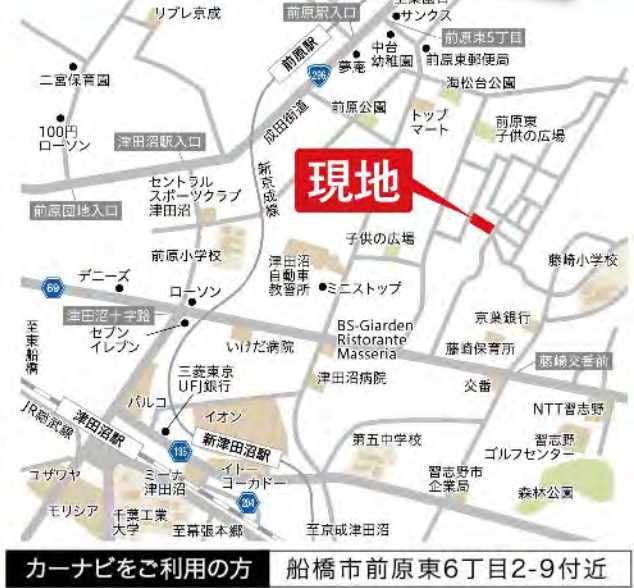 リブレ京成
前原駅入口
サンクス
前原東5丁目
前原駅
夢庵
中台
幼稚園
前原東郵便局
二宮保育園
296
海松台公園
成田街道
前原公園
トップ
マート
前原東
子供の広場
100円
ローソン
津田沼駅入口
新京成線
現地
セントラル
スポーツクラブ
津田沼
前原団地入口
子供の広場
前原小学校
津田沼
自動車
教習所
藤崎小学校
デニーズ
69
ローソン
ミニストップ
津田沼十字路
セブン
イレブン
京葉銀行
BS-Giarden
Ristorante
Masseria
至東船橋
いけだ病院
藤崎保育所
藤崎交番前
三菱東京
UFJ銀行
津田沼病院
交番
パルコ
イオン
NTT習志野
JR総武線
津田沼駅
新津田沼駅
第五中学校
習志野
ゴルフセンター
135
ユザワヤ
ミーナ
津田沼
イトー
ヨーカドー
204
習志野市
企業局
森林公園
モリシア
千葉工業
大学
至幕張本郷
至京成津田沼
カーナビをご利用の方
船橋市前原東6丁目2-9付近